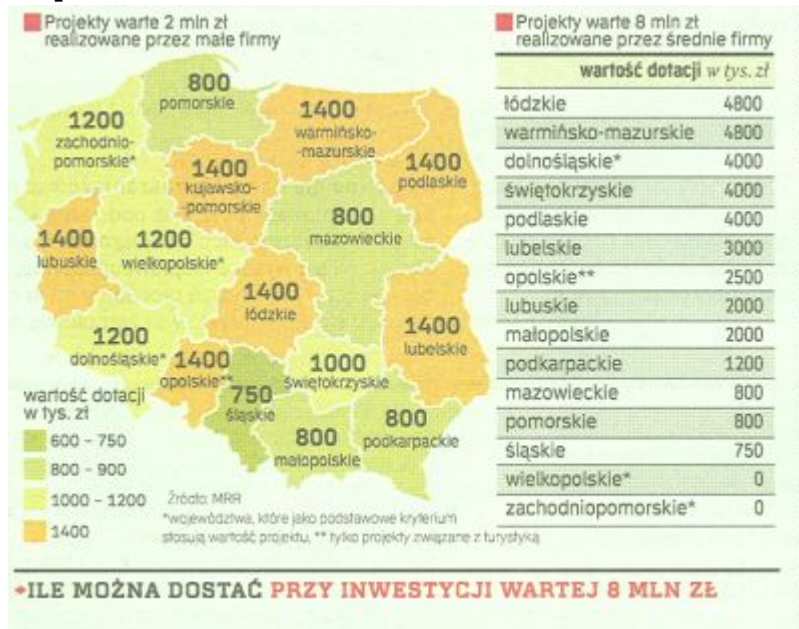 Projekty warte 2 mln zł
realizowane przez małe firmy
800
pomorskie
1200
zachodnio-
pomorskie*
1400
warmińsko-
-mazurskie
1400
kujawsko-
-pomorskie
1400
podlaskie
800
mazowieckie
1400
lubuskie
1200
wielkopolskie*
1400
łódzkie
1400
lubelskie
1200
dolnośląskie*
1400
opolskie**
1000
świętokrzyskie
750
śląskie
800
małopolskie
800
podkarpackie
wartość dotacji
w tys. zł
600 – 750
800 – 900
1000 – 1200
1400
Źródło: MRR
*województwa, które jako podstawowe kryterium
stosują wartość projektu, ** tylko projekty związane z turystyką
Projekty warte 8 mln zł
realizowane przez średnie firmy
wartość dotacji w tys. zł
łódzkie 4800
warmińsko-mazurskie 4800
dolnośląskie* 4000
świętokrzyskie 4000
podlaskie 4000
lubelskie 3000
opolskie** 2500
lubuskie 2000
małopolskie 2000
podkarpackie 1200
mazowieckie 800
pomorskie 800
śląskie 750
wielkopolskie* 0
zachodniopomorskie* 0
ILE MOŻNA DOSTAĆ PRZY INWESTYCJI WARTEJ 8 MLN ZŁ